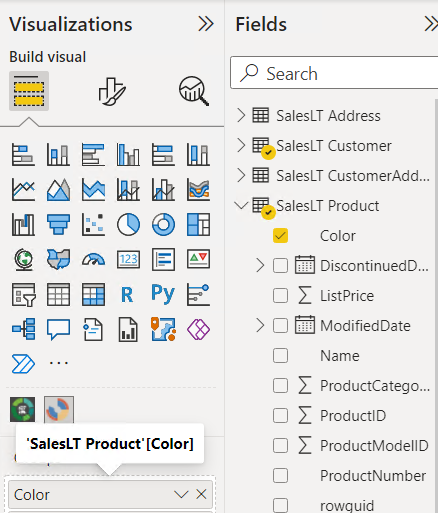 Visualizations
Build visual
123
R
Py
'SalesLT Product'[Color]
Color
Fields
Search
SalesLT Address
SalesLT Customer
SalesLT CustomerAdd...
SalesLT Product
Color
DiscontinuedD...
ListPrice
ModifiedDate
Name
ProductCatego...
ProductID
ProductModelID
ProductNumber
rowguid